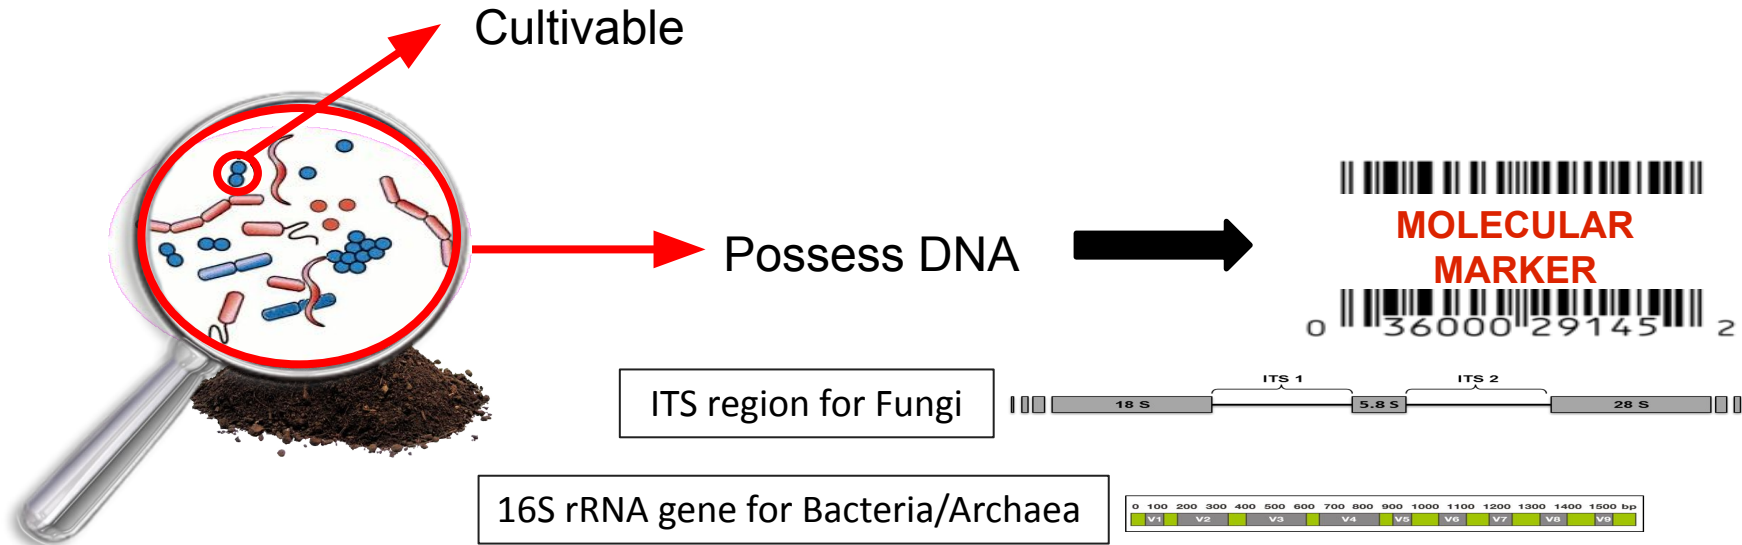 Cultivable
Possess DNA
MOLECULAR
MARKER
0 36000 29145 2
ITS region for Fungi
ITS 1 ITS 2
18 S 5.8 S 28 S
16S rRNA gene for Bacteria/Archaea
0 100 200 300 400 500 600 700 800 900 1000 1100 1200 1300 1400 1500 bp
V1 V2 V3 V4 V5 V6 V7 V8 V9